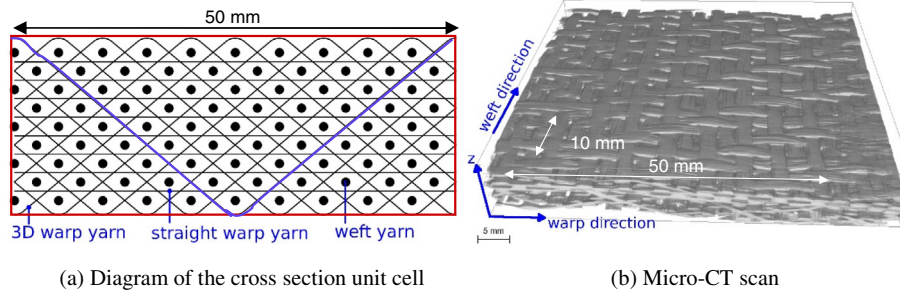 50 mm
3D warp yarn
straight warp yarn
weft yarn
(a) Diagram of the cross section unit cell
weft direction
10 mm
50 mm
z
warp direction
5 mm
(b) Micro-CT scan